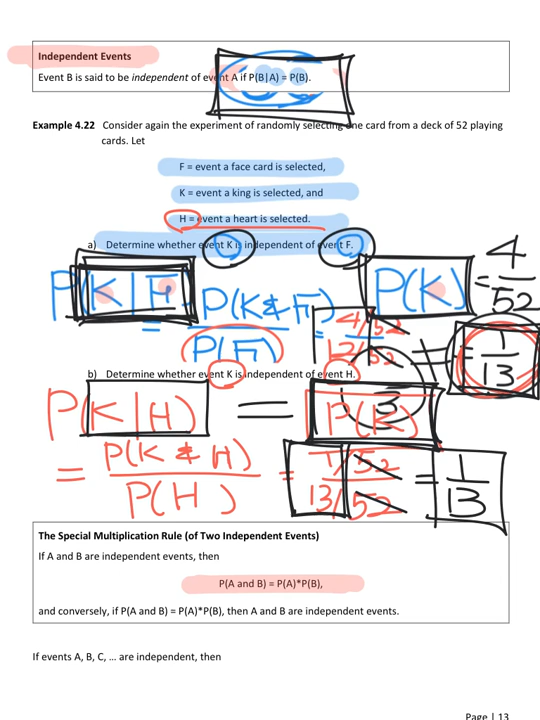 Independent Events
Event B is said to be independent of event A if P(B|A) = P(B).
Example 4.22 Consider again the experiment of randomly selecting one card from a deck of 52 playing
cards. Let
F = event a face card is selected,
K = event a king is selected, and
H = event a heart is selected.
a) Determine whether event K is independent of event F.
P(K|F) P(K) = 4/52
= P(K & F)/P(F) = 4/52 / 12/52 ≠ = 1/13
b) Determine whether event K is independent of event H.
3
P(K|H) = P(K)
= P(K & H)/P(H) = 1/52 / 13/52 = 1/13
The Special Multiplication Rule (of Two Independent Events)
If A and B are independent events, then
P(A and B) = P(A)*P(B),
and conversely, if P(A and B) = P(A)*P(B), then A and B are independent events.
If events A, B, C, … are independent, then
Page | 13